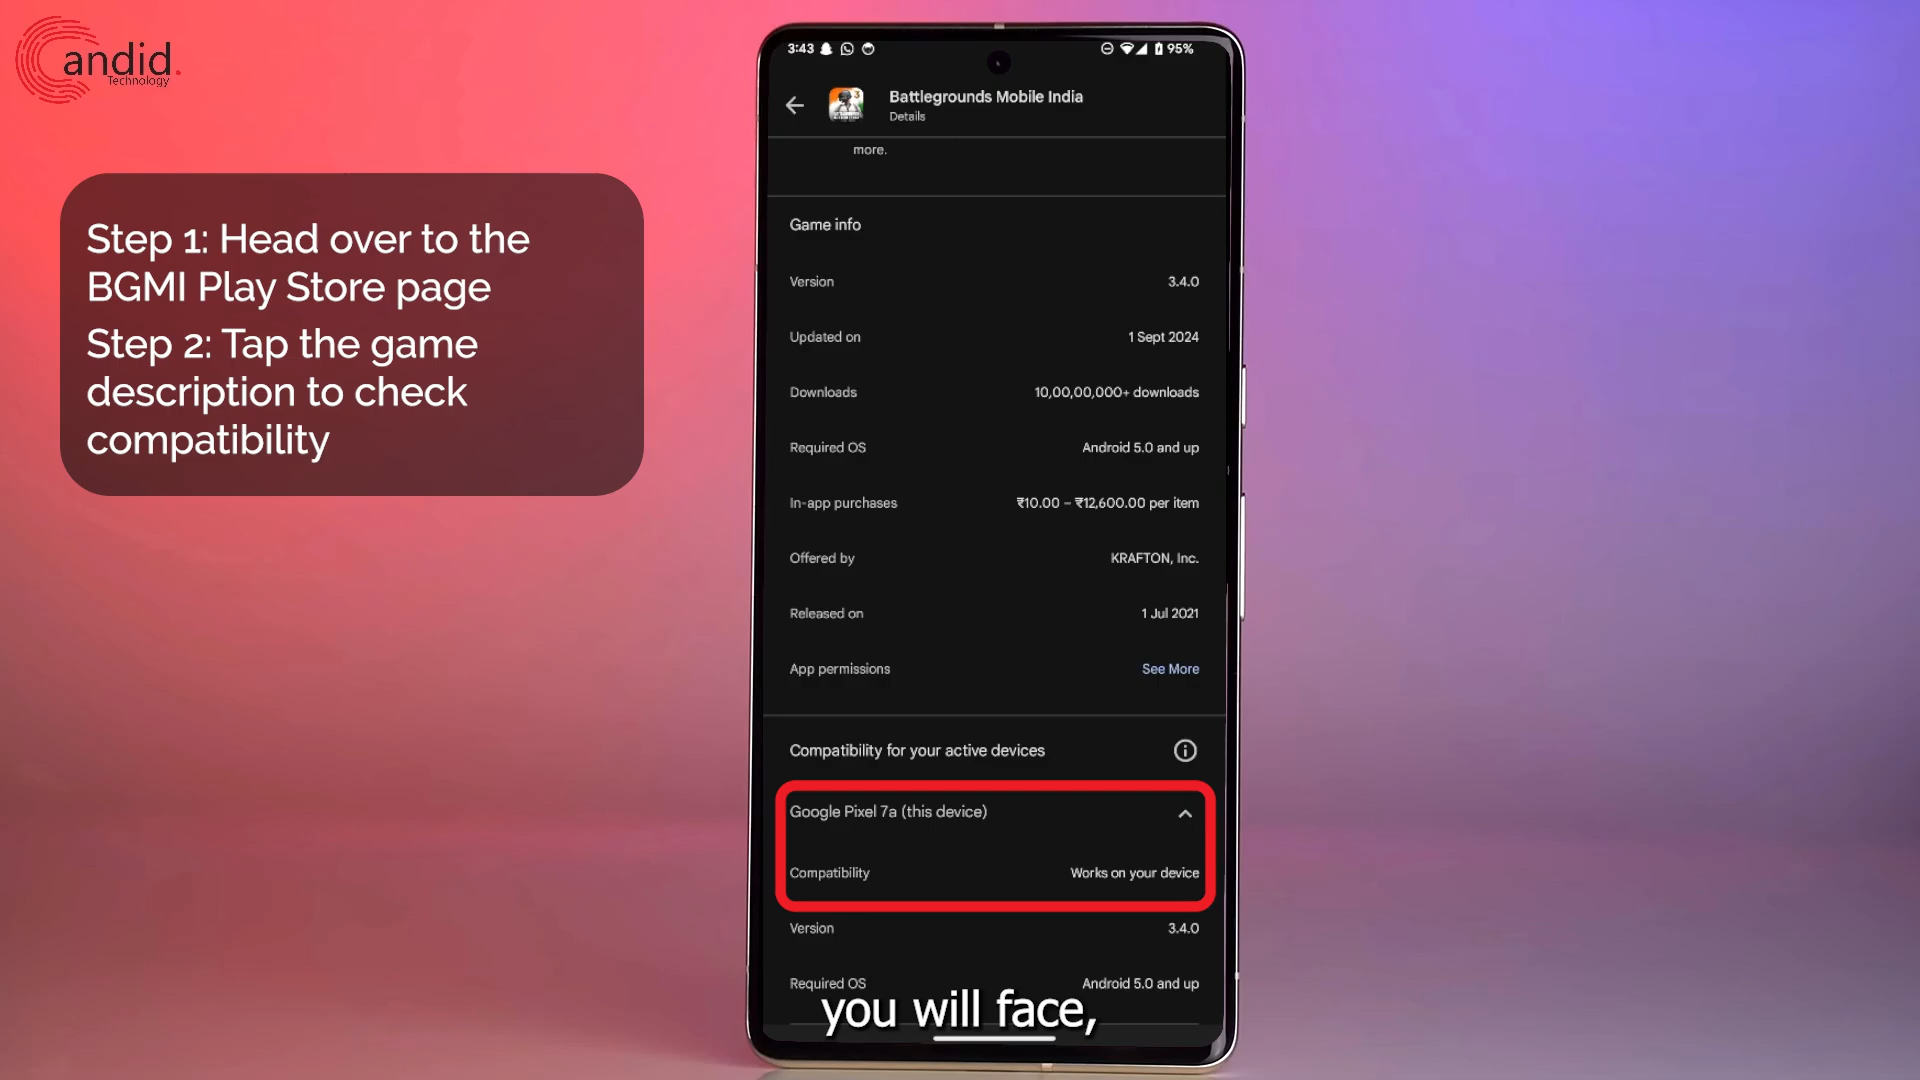 Candid.
Technology
Step 1: Head over to the
BGMI Play Store page
Step 2: Tap the game
description to check
compatibility
3:43
95%
Battlegrounds Mobile India
Details
more.
Game info
Version 3.4.0
Updated on 1 Sept 2024
Downloads 10,00,00,000+ downloads
Required OS Android 5.0 and up
In-app purchases ₹10.00 – ₹12,600.00 per item
Offered by KRAFTON, Inc.
Released on 1 Jul 2021
App permissions See More
Compatibility for your active devices
Google Pixel 7a (this device)
Compatibility Works on your device
Version 3.4.0
Required OS Android 5.0 and up
you will face,